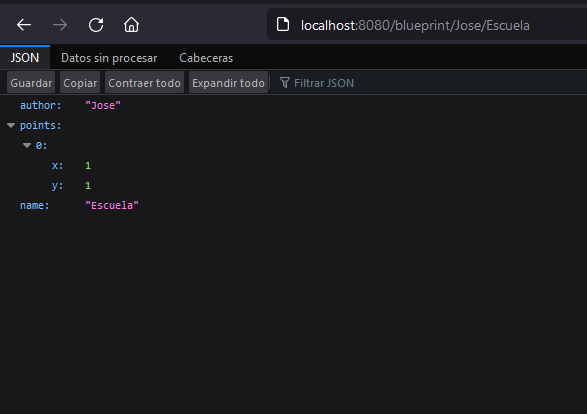 localhost:8080/blueprint/Jose/Escuela
JSON Datos sin procesar Cabeceras
Guardar Copiar Contraer todo Expandir todo Filtrar JSON
author: "Jose"
points:
0:
x: 1
y: 1
name: "Escuela"